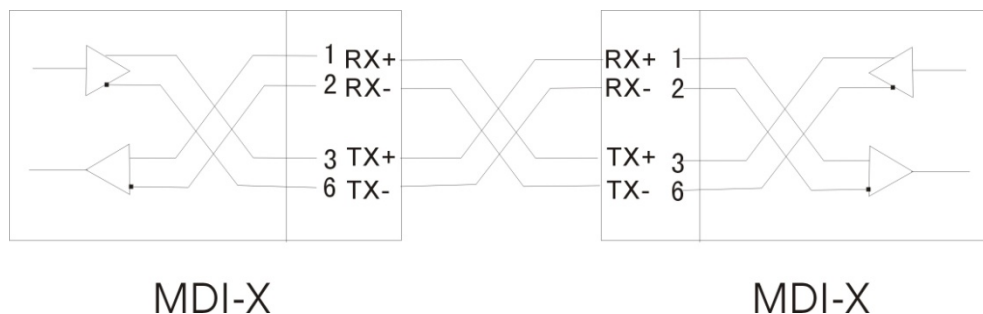 1 RX+ RX+ 1
2 RX- RX- 2
3 TX+ TX+ 3
6 TX- TX- 6
MDI-X MDI-X